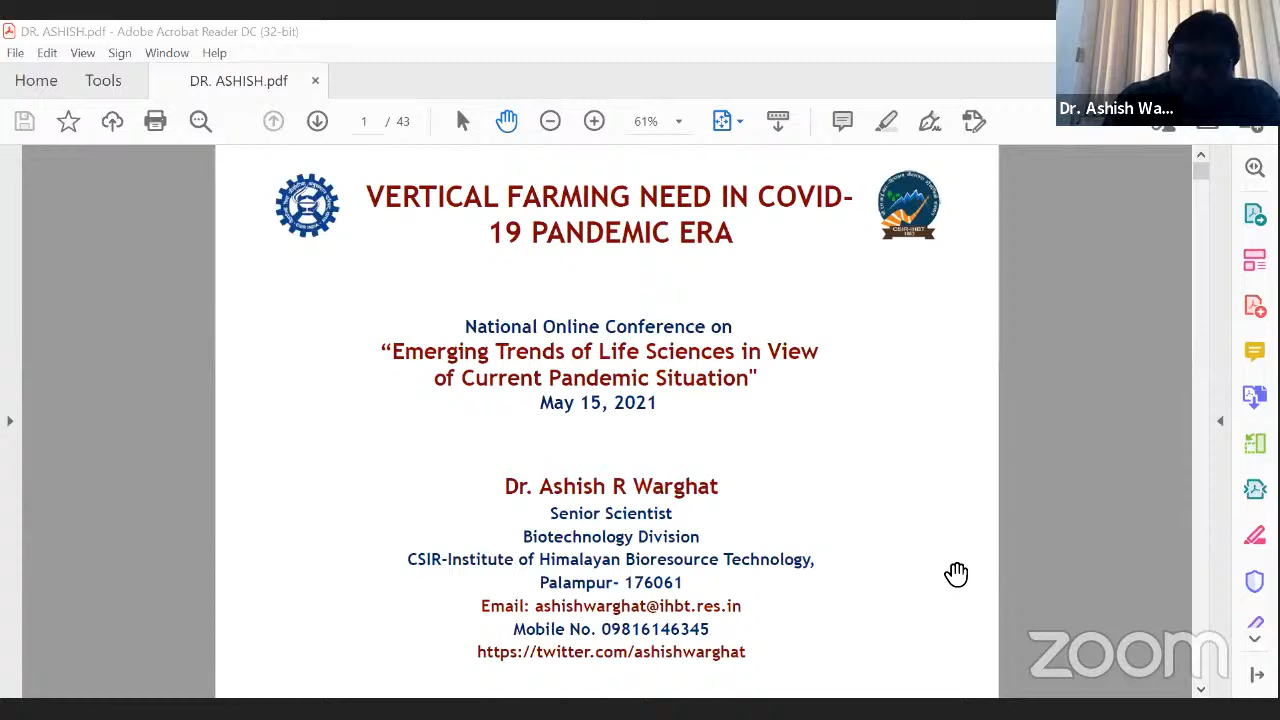 DR. ASHISH.pdf - Adobe Acrobat Reader DC (32-bit)
File Edit View Sign Window Help
Home Tools DR. ASHISH.pdf ×
1 / 43 61%
Dr. Ashish Wa...
VERTICAL FARMING NEED IN COVID-
19 PANDEMIC ERA
CSIR-IHBT
National Online Conference on
“Emerging Trends of Life Sciences in View
of Current Pandemic Situation"
May 15, 2021
Dr. Ashish R Warghat
Senior Scientist
Biotechnology Division
CSIR-Institute of Himalayan Bioresource Technology,
Palampur- 176061
Email: ashishwarghat@ihbt.res.in
Mobile No. 09816146345
https://twitter.com/ashishwarghat
zoom